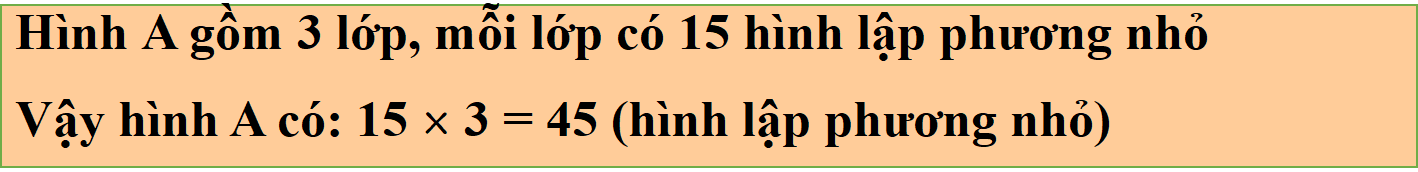 Hình A gồm 3 lớp, mỗi lớp có 15 hình lập phương nhỏ
Vậy hình A có: 15 × 3 = 45 (hình lập phương nhỏ)